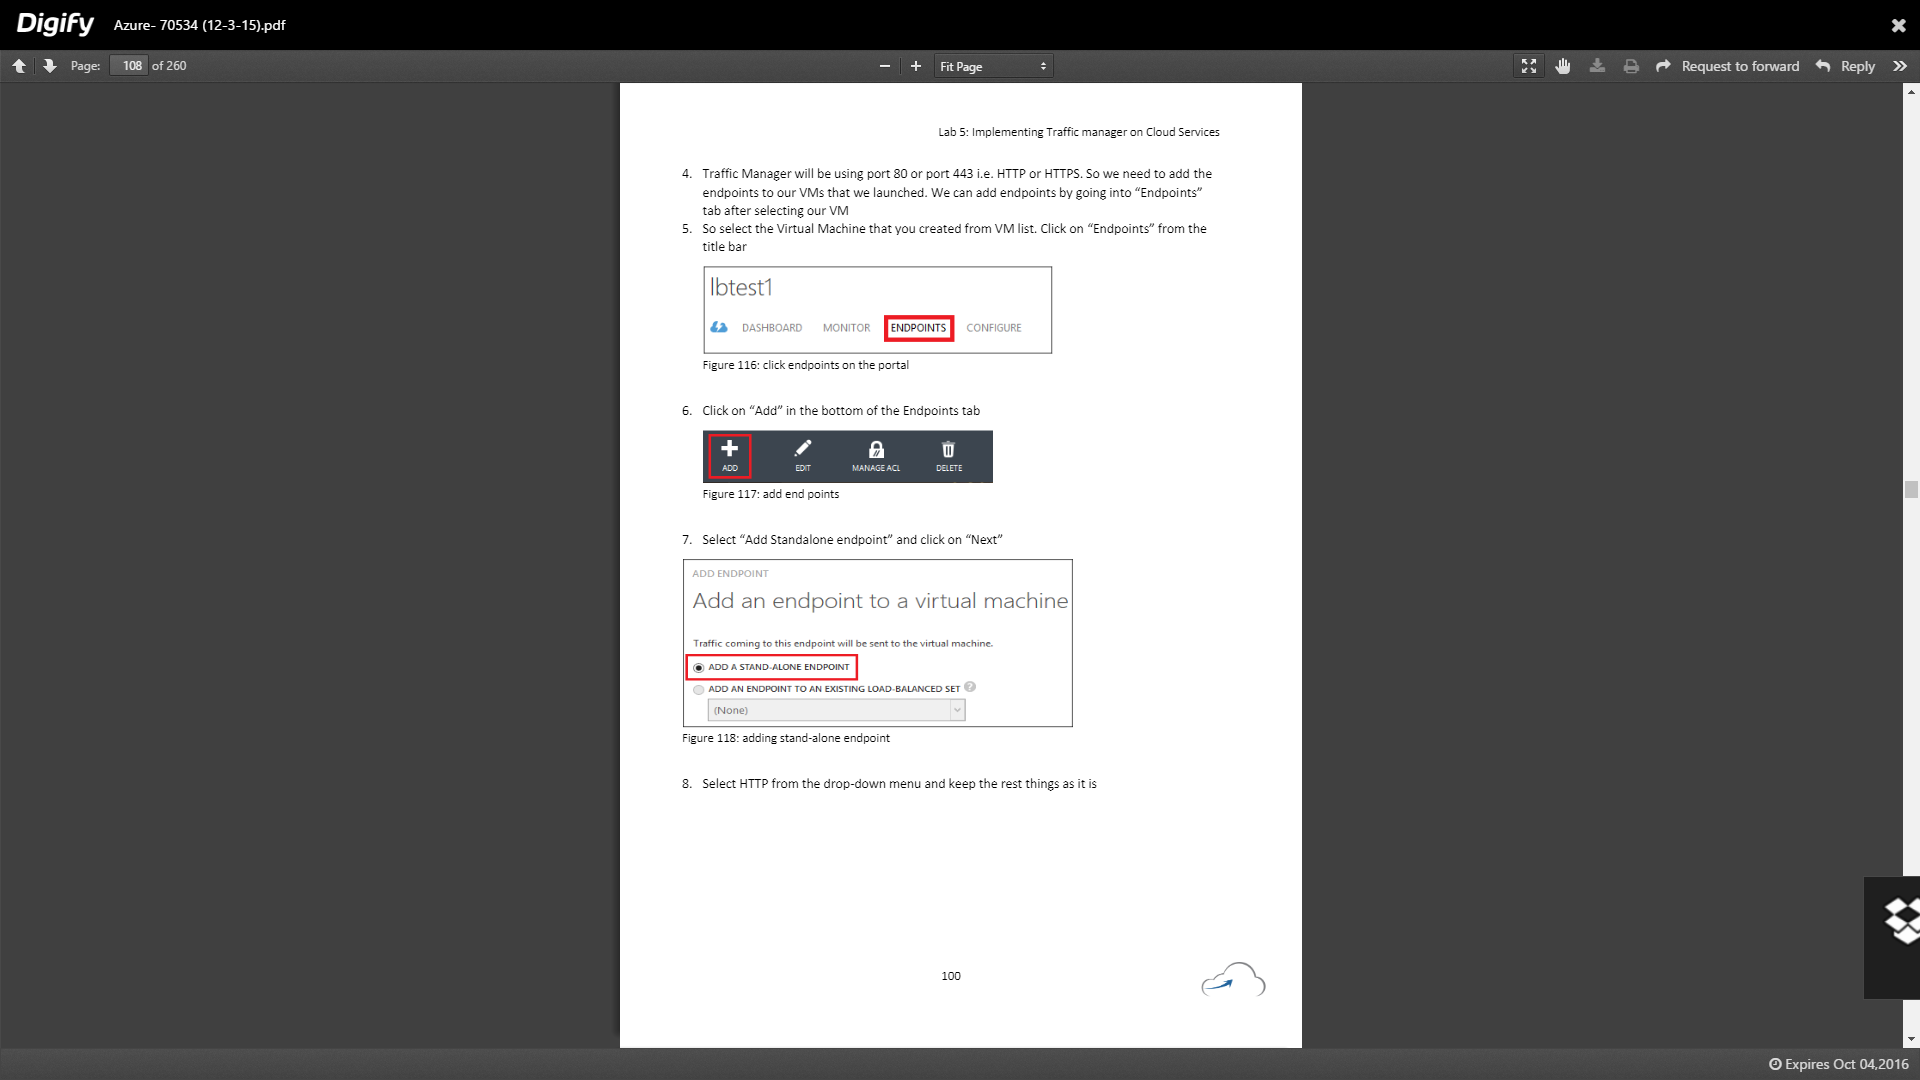 Digify Azure- 70534 (12-3-15).pdf
Page: 108 of 260 Fit Page Request to forward Reply
Lab 5: Implementing Traffic manager on Cloud Services
4. Traffic Manager will be using port 80 or port 443 i.e. HTTP or HTTPS. So we need to add the
endpoints to our VMs that we launched. We can add endpoints by going into “Endpoints”
tab after selecting our VM
5. So select the Virtual Machine that you created from VM list. Click on “Endpoints” from the
title bar
lbtest1
DASHBOARD MONITOR ENDPOINTS CONFIGURE
Figure 116: click endpoints on the portal
6. Click on “Add” in the bottom of the Endpoints tab
ADD EDIT MANAGE ACL DELETE
Figure 117: add end points
7. Select “Add Standalone endpoint” and click on “Next”
ADD ENDPOINT
Add an endpoint to a virtual machine
Traffic coming to this endpoint will be sent to the virtual machine.
ADD A STAND-ALONE ENDPOINT
ADD AN ENDPOINT TO AN EXISTING LOAD-BALANCED SET ?
(None)
Figure 118: adding stand-alone endpoint
8. Select HTTP from the drop-down menu and keep the rest things as it is
100
Expires Oct 04,2016